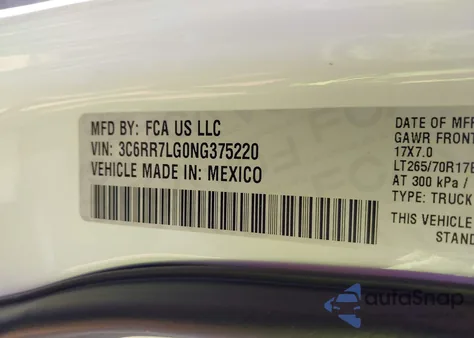 MFD BY: FCA US LLC
VIN: 3C6RR7LG0NG375220
VEHICLE MADE IN: MEXICO
DATE OF MFR
GAWR FRONT
17X7.0
LT265/70R17E
AT 300 kPa /
TYPE: TRUCK
THIS VEHICLE
STAND
autoSnap